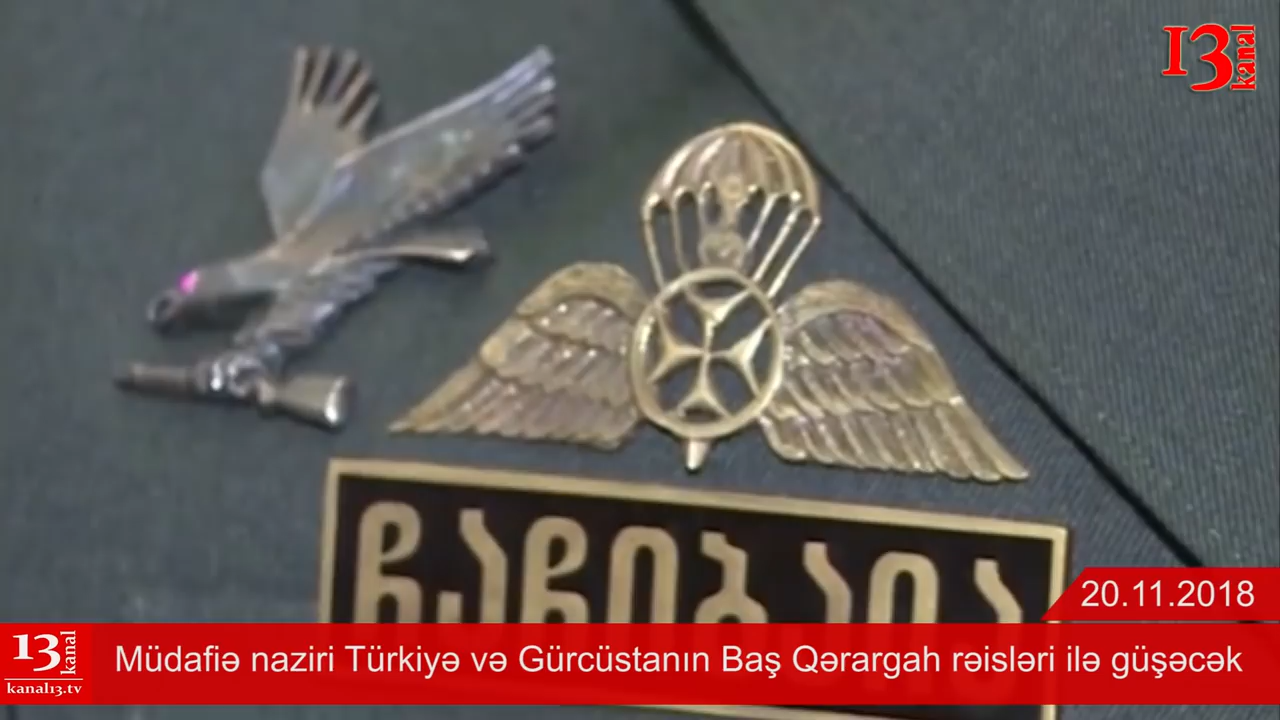 13 kanal
ჩაჩიბაია
20.11.2018
13 kanal
kanal13.tv
Müdafiə naziri Türkiyə və Gürcüstanın Baş Qərargah rəisləri ilə güşəcək